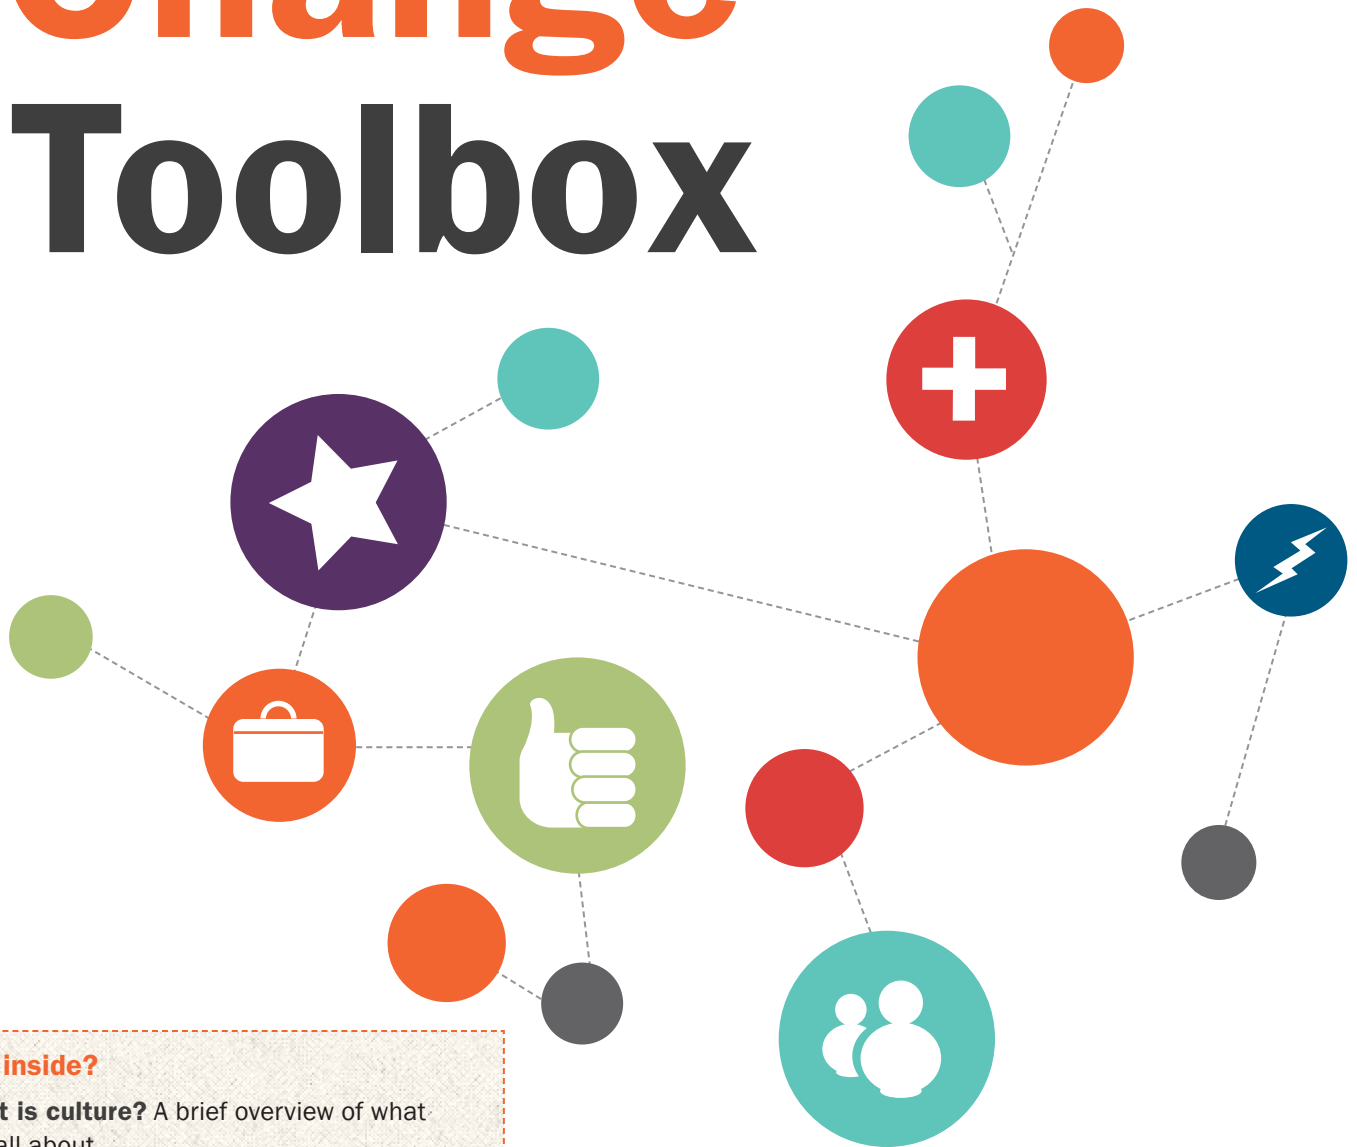 Change
Toolbox
inside?
t is culture? A brief overview of what
all about